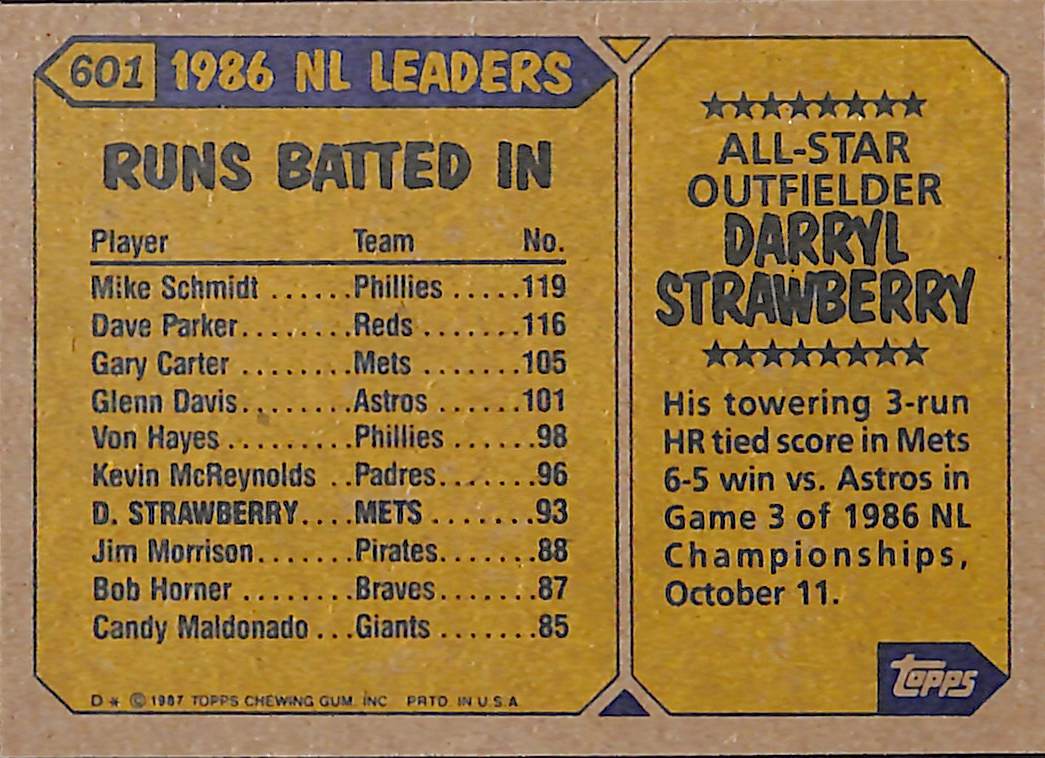 601 1986 NL LEADERS
RUNS BATTED IN
Player Team No.
Mike Schmidt ......Phillies .....119
Dave Parker........Reds .......116
Gary Carter ........Mets .......105
Glenn Davis........Astros ......101
Von Hayes .........Phillies ......98
Kevin McReynolds ..Padres.......96
D. STRAWBERRY....METS ........93
Jim Morrison.......Pirates.......88
Bob Horner ........Braves.......87
Candy Maldonado ...Giants .......85
D * © 1987 TOPPS CHEWING GUM, INC. PRTD. IN U.S.A.
ALL-STAR
OUTFIELDER
DARRYL
STRAWBERRY
His towering 3-run
HR tied score in Mets
6-5 win vs. Astros in
Game 3 of 1986 NL
Championships,
October 11.
Topps